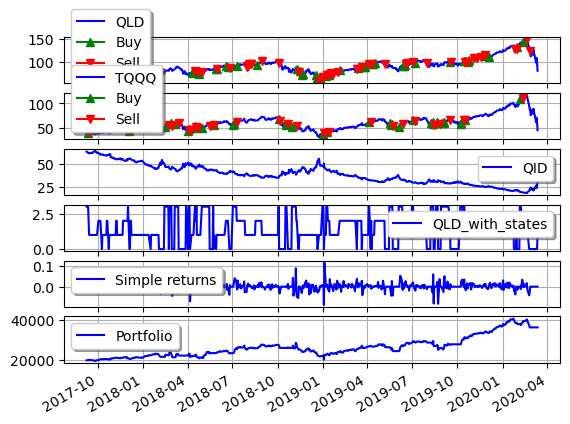 QLD
Buy
Sell
150
100
TQQQ
Buy
Sell
100
50
QID
50
25
QLD_with_states
2.5
0.0
Simple returns
0.1
0.0
Portfolio
40000
20000
2017-10
2018-01
2018-04
2018-07
2018-10
2019-01
2019-04
2019-07
2019-10
2020-01
2020-04